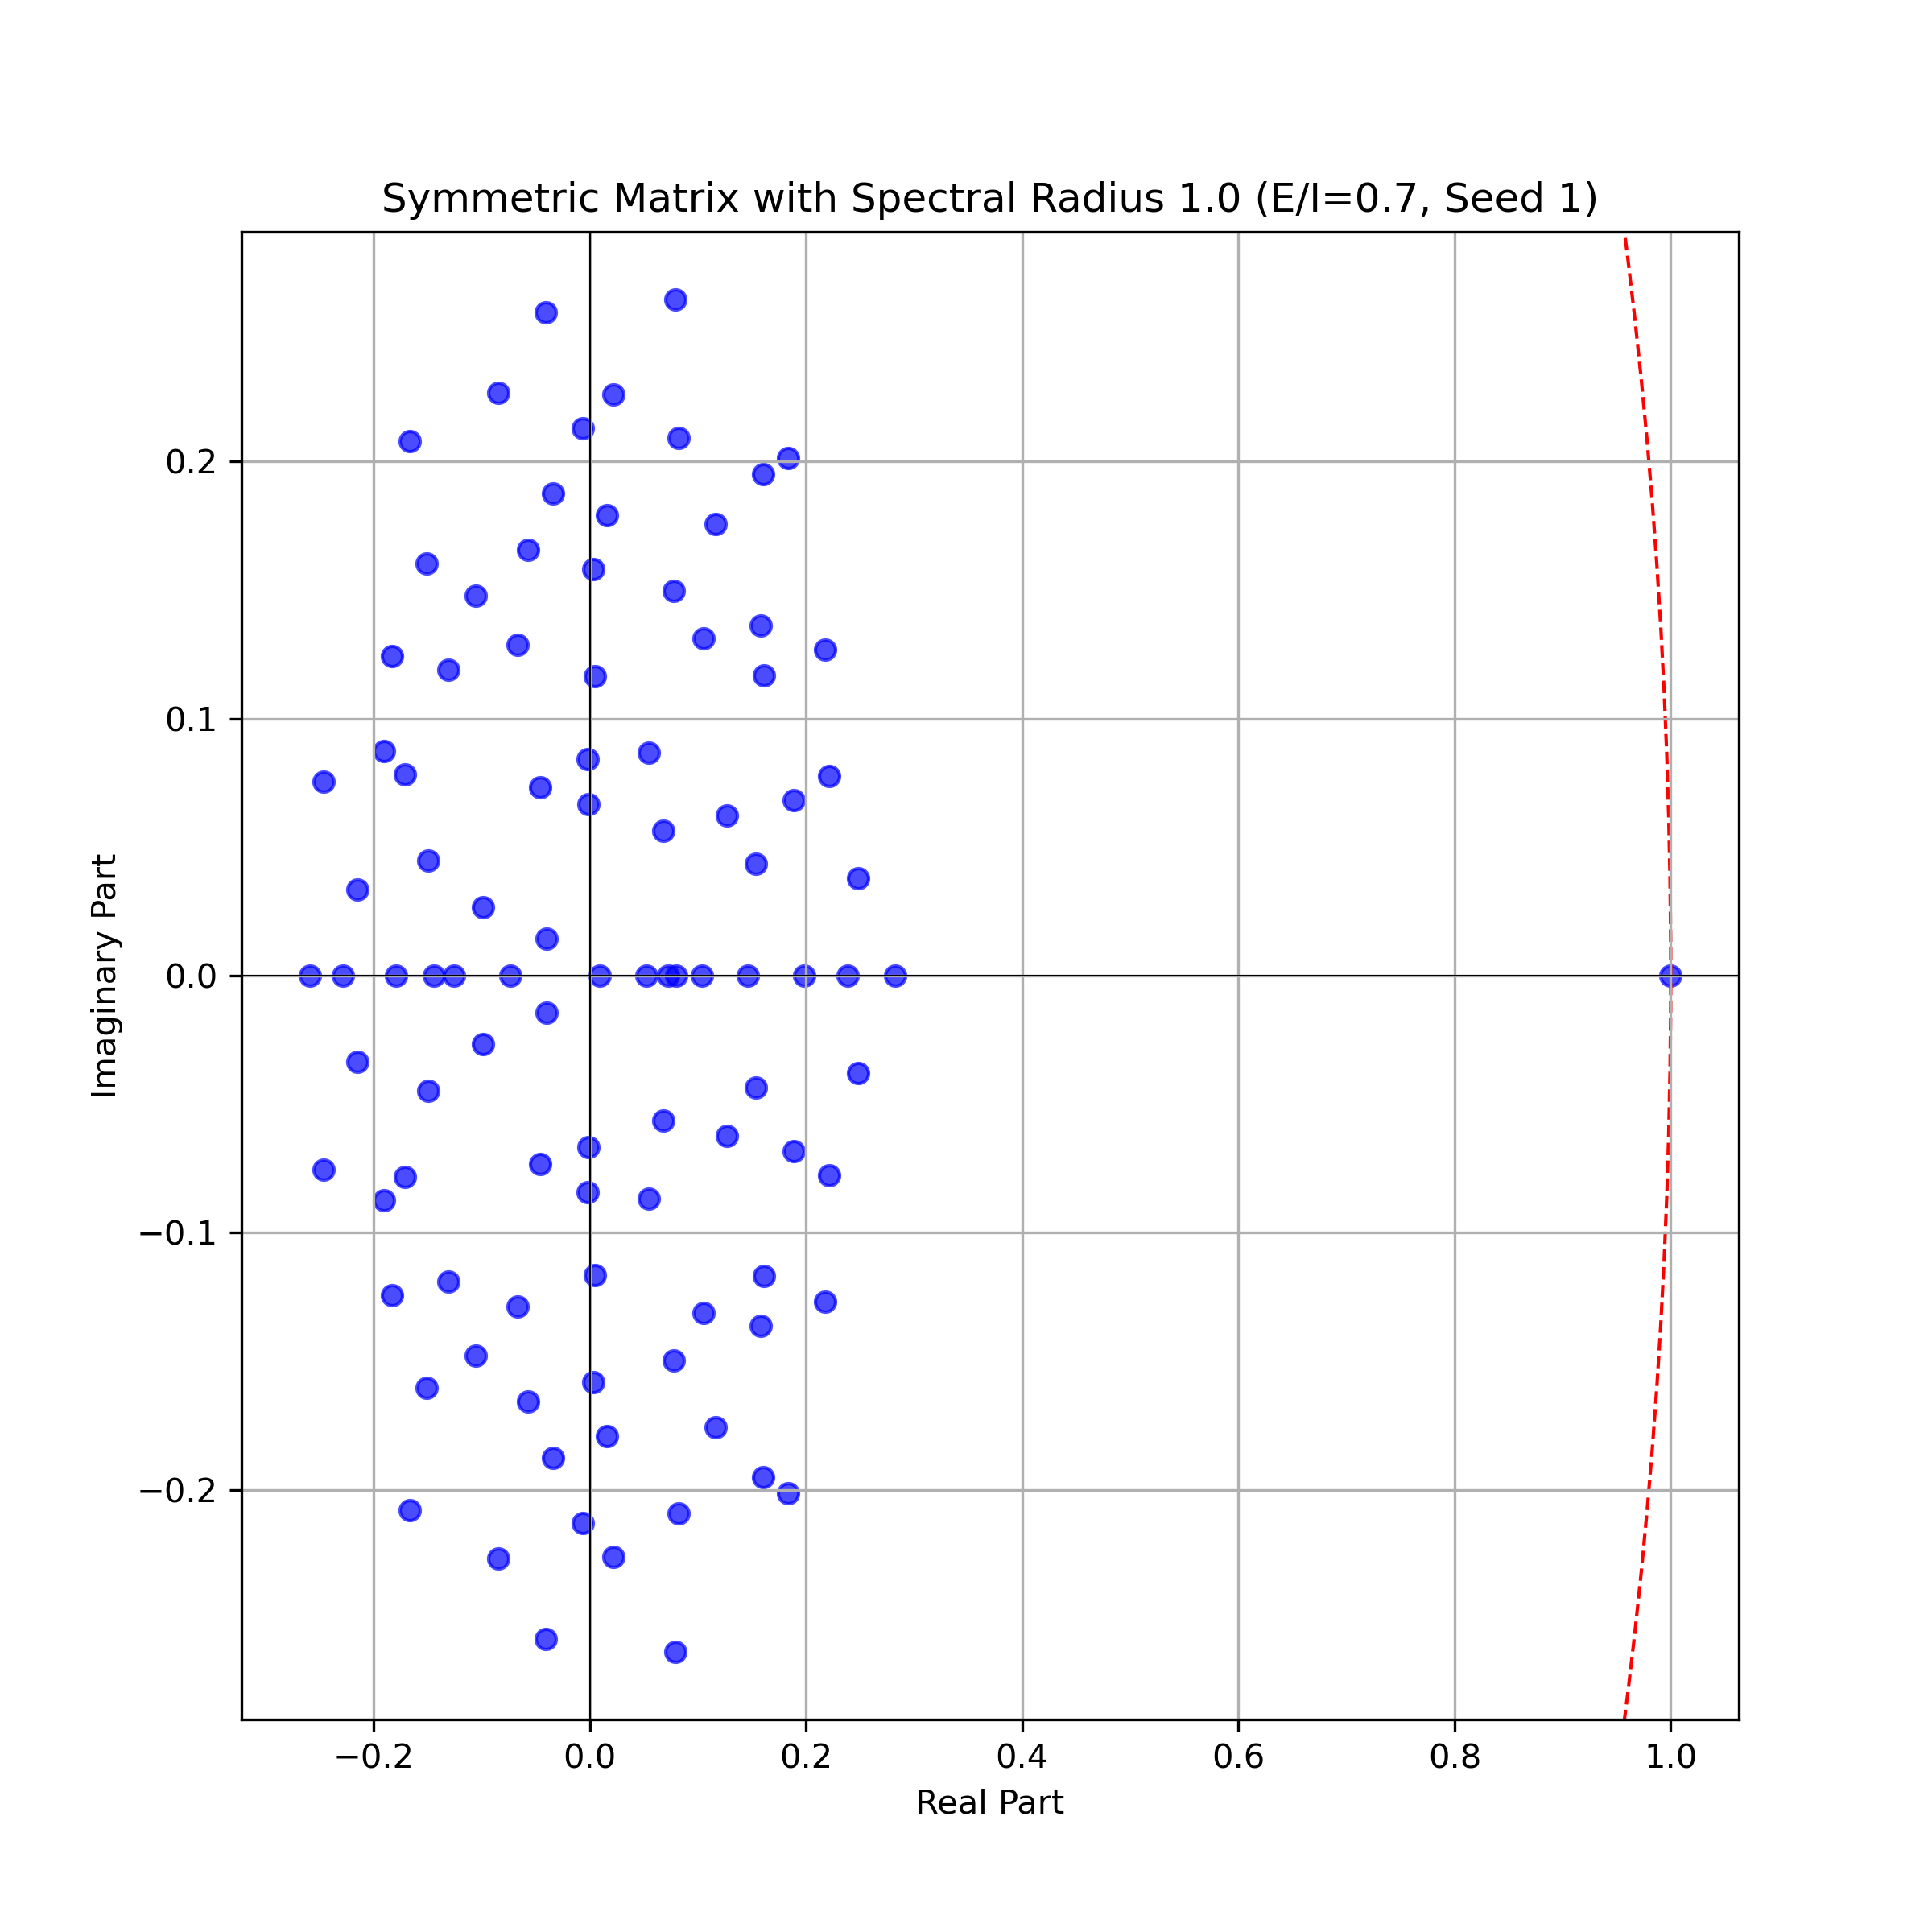 Symmetric Matrix with Spectral Radius 1.0 (E/I=0.7, Seed 1)
Imaginary Part
0.2
0.1
0.0
−0.1
−0.2
−0.2 0.0 0.2 0.4 0.6 0.8 1.0
Real Part